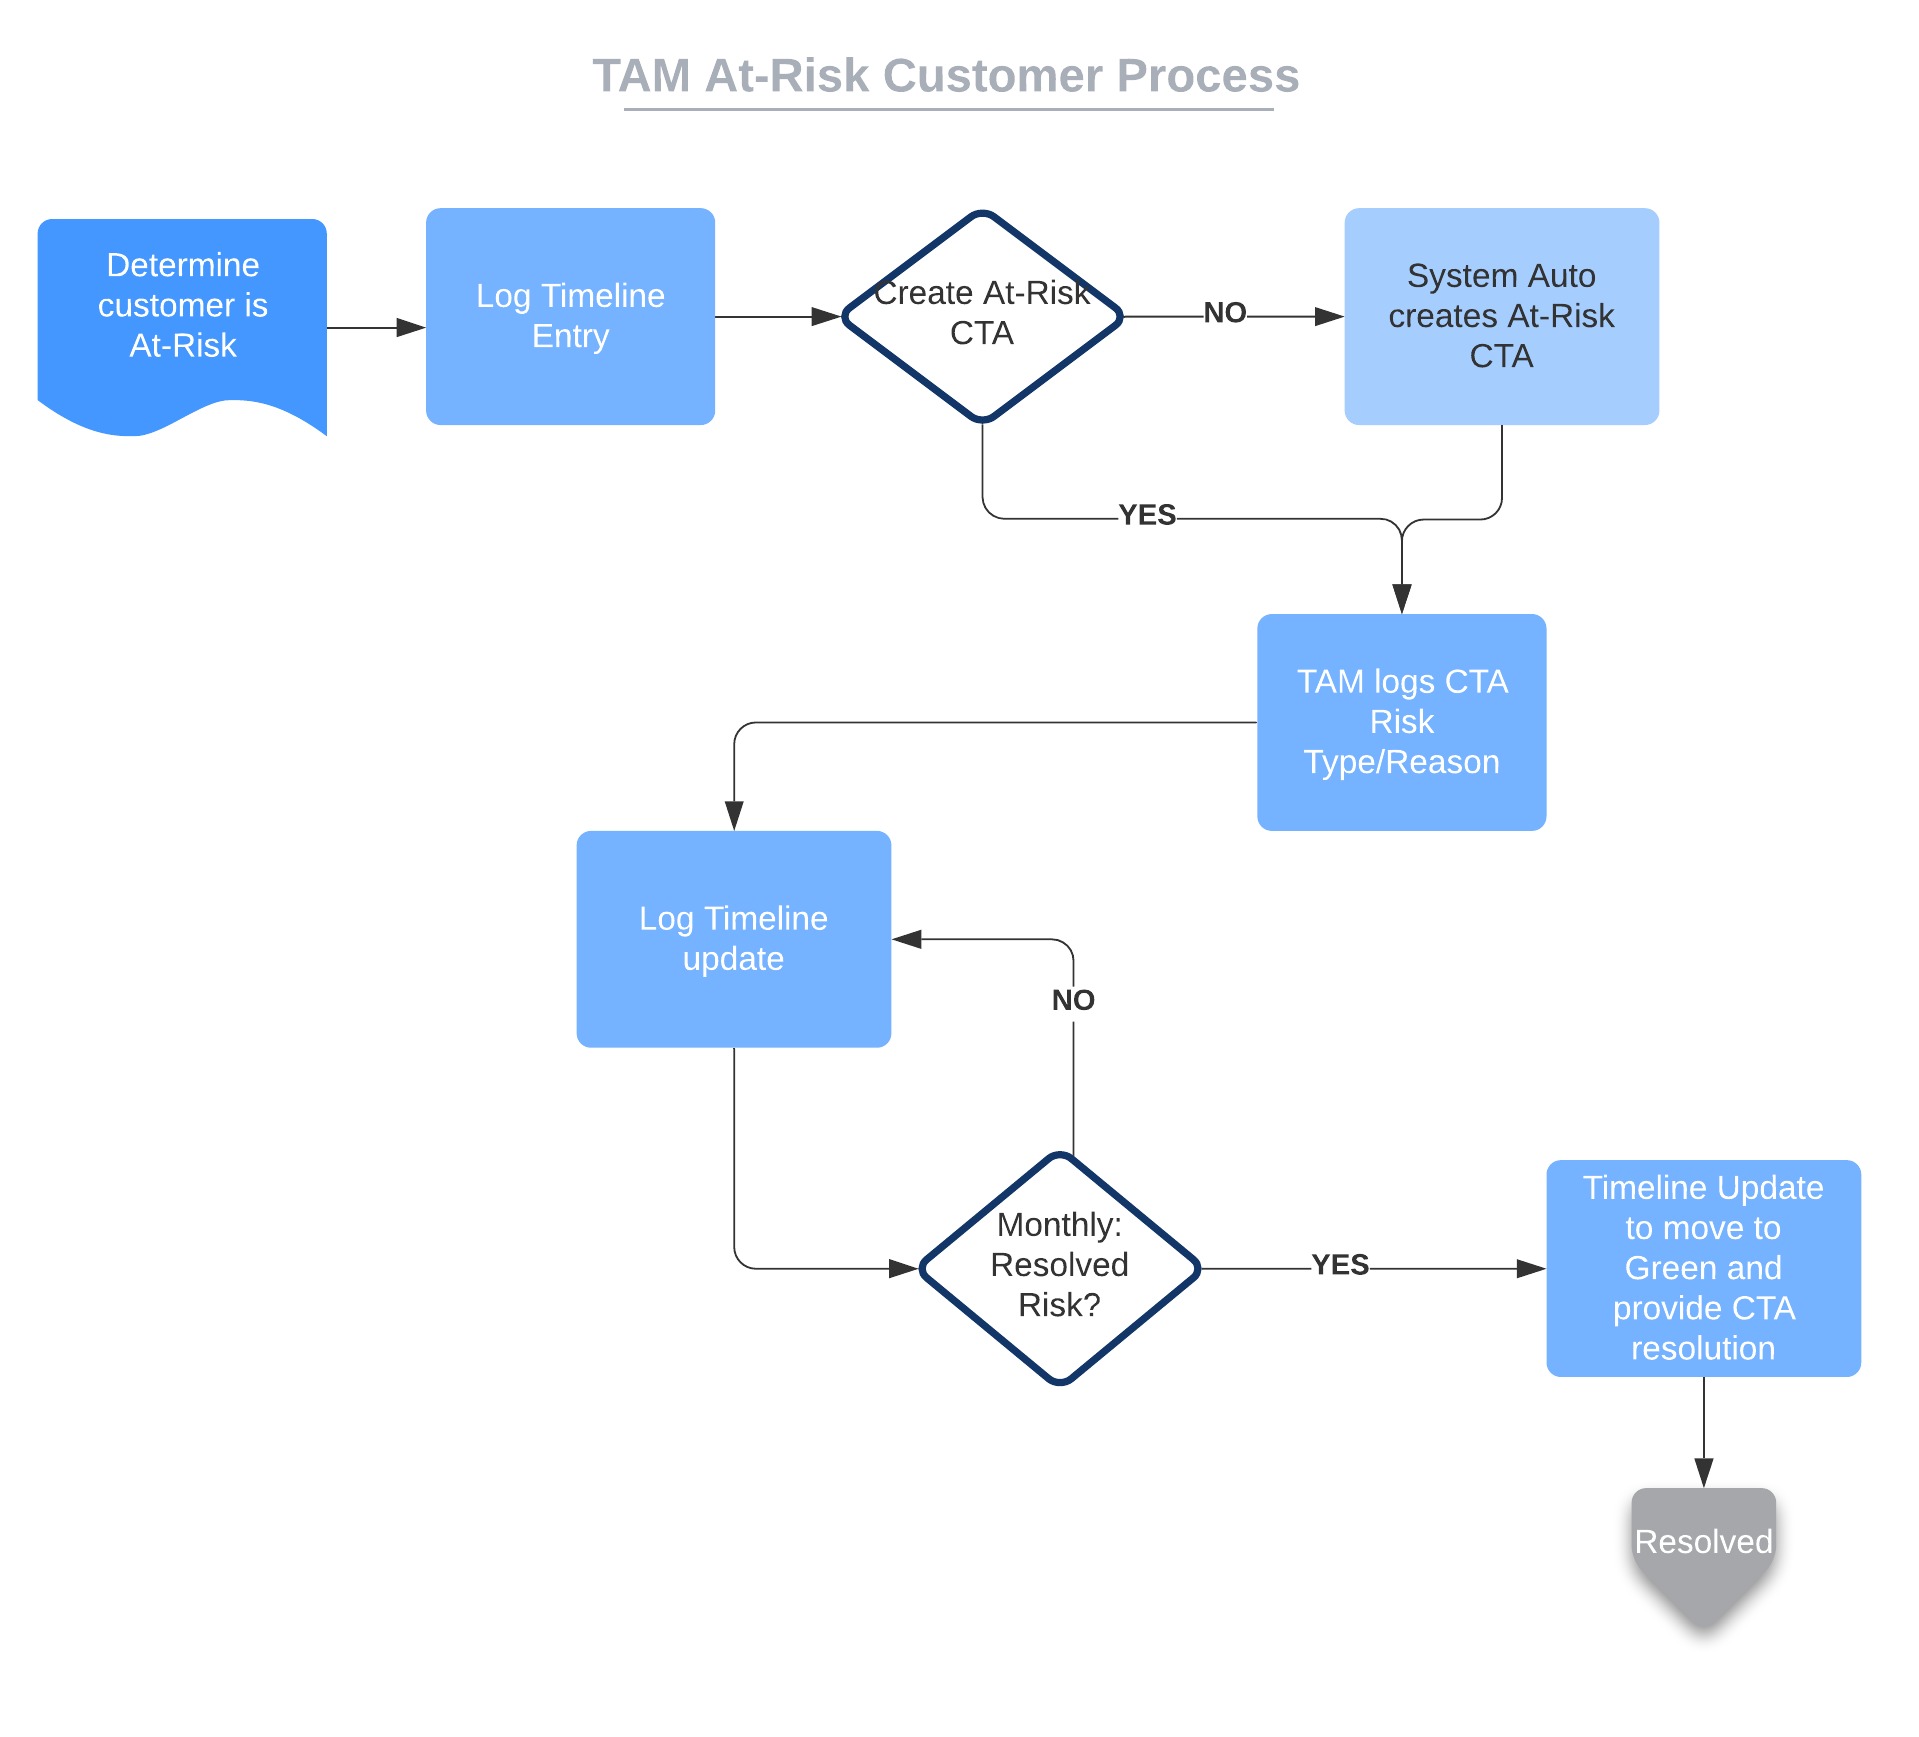 TAM At-Risk Customer Process
Determine
customer is
At-Risk
Log Timeline
Entry
Create At-Risk
CTA
NO
System Auto
creates At-Risk
CTA
YES
TAM logs CTA
Risk
Type/Reason
Log Timeline
update
NO
Monthly:
Resolved
Risk?
YES
Timeline Update
to move to
Green and
provide CTA
resolution
Resolved